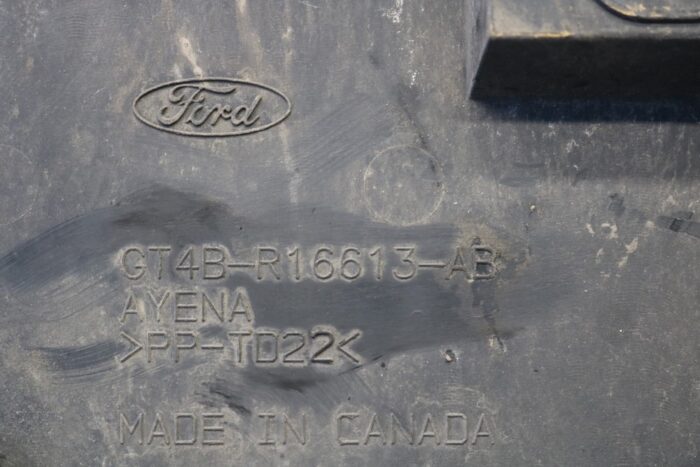 Ford
GT4B-R16613-AB
AYENA
>PP-TD22<
MADE IN CANADA